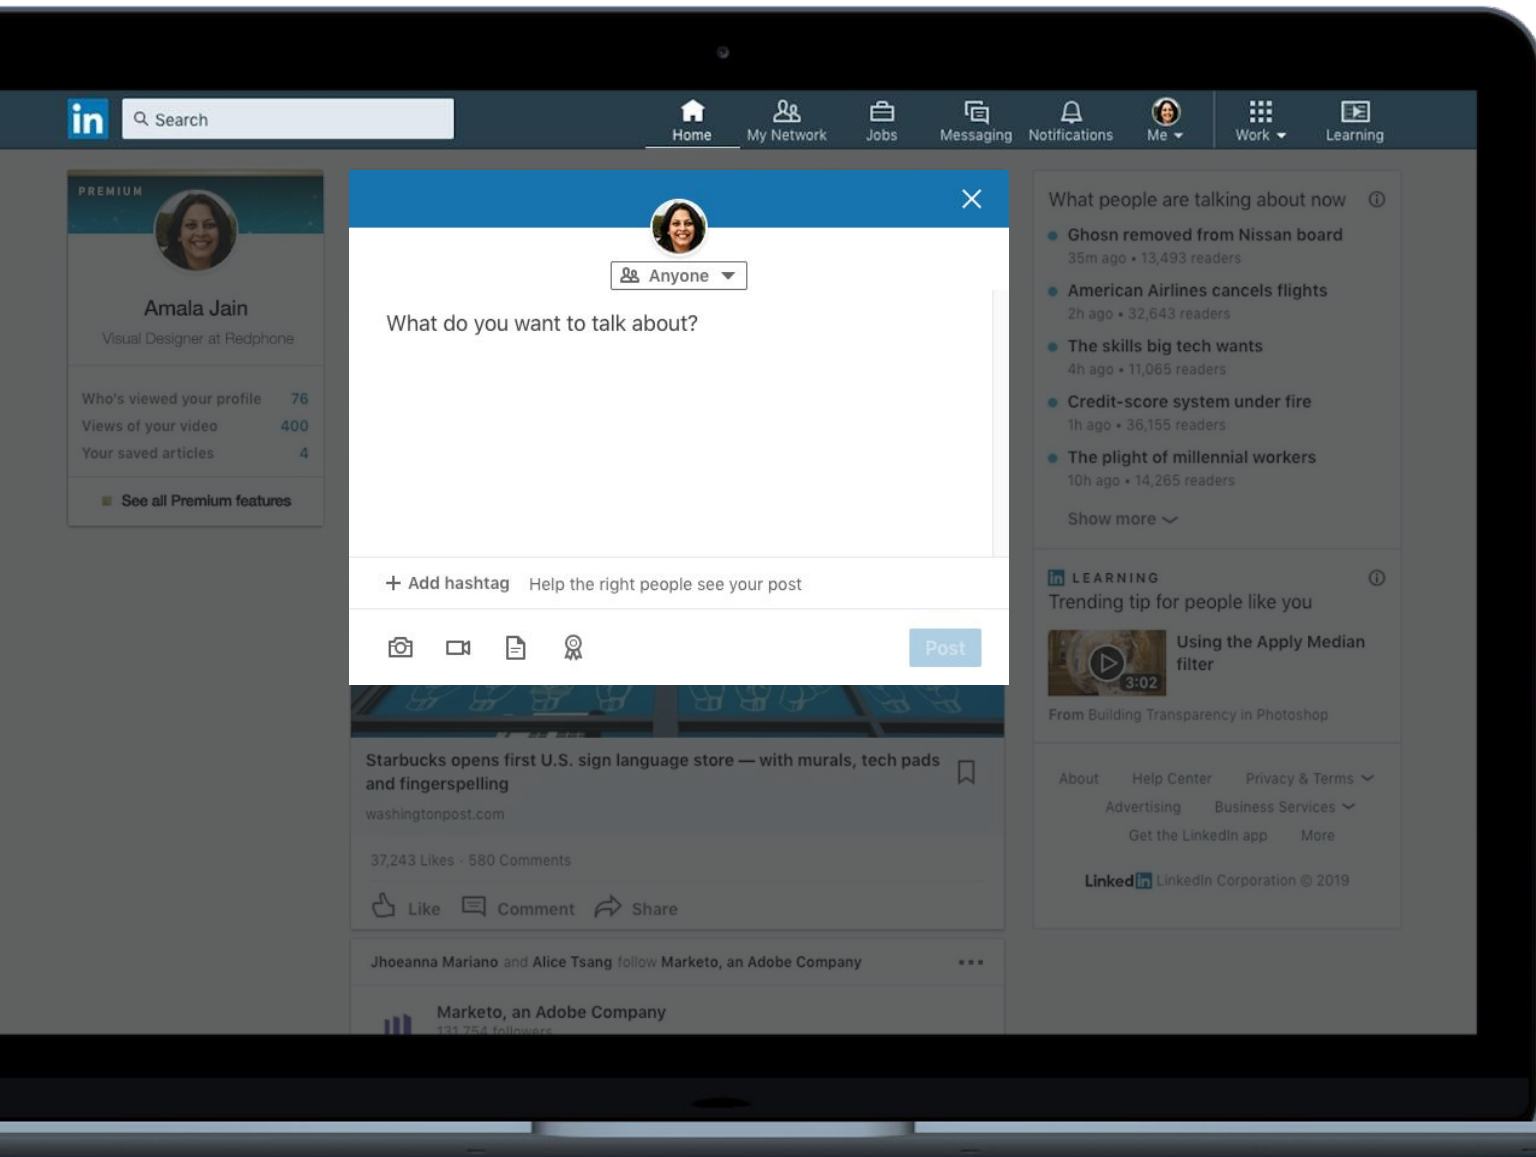 in
Search
Home
My Network
Jobs
Messaging
Notifications
Me
Work
Learning
PREMIUM
Amala Jain
Visual Designer at Redphone
Who's viewed your profile 76
Views of your video 400
Your saved articles 4
See all Premium features
Anyone
What do you want to talk about?
+ Add hashtag Help the right people see your post
Post
Starbucks opens first U.S. sign language store — with murals, tech pads
and fingerspelling
washingtonpost.com
37,243 Likes · 580 Comments
Like Comment Share
Jhoeanna Mariano and Alice Tsang follow Marketo, an Adobe Company
Marketo, an Adobe Company
131,754 followers
What people are talking about now
Ghosn removed from Nissan board
35m ago • 13,493 readers
American Airlines cancels flights
2h ago • 32,643 readers
The skills big tech wants
4h ago • 11,065 readers
Credit-score system under fire
1h ago • 36,155 readers
The plight of millennial workers
10h ago • 14,265 readers
Show more
in LEARNING
Trending tip for people like you
Using the Apply Median
filter
3:02
From Building Transparency in Photoshop
About Help Center Privacy & Terms
Advertising Business Services
Get the LinkedIn app More
Linkedin LinkedIn Corporation © 2019